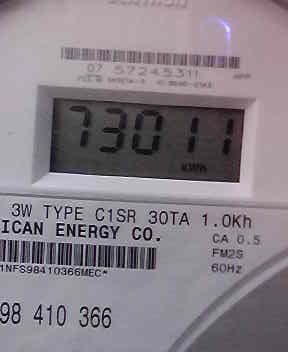 07 57245311
73011
KWH
3W TYPE C1SR 30TA 1.0Kh
ICAN ENERGY CO.
CA 0.5
FM2S
60Hz
1NFS98410366MEC*
98 410 366